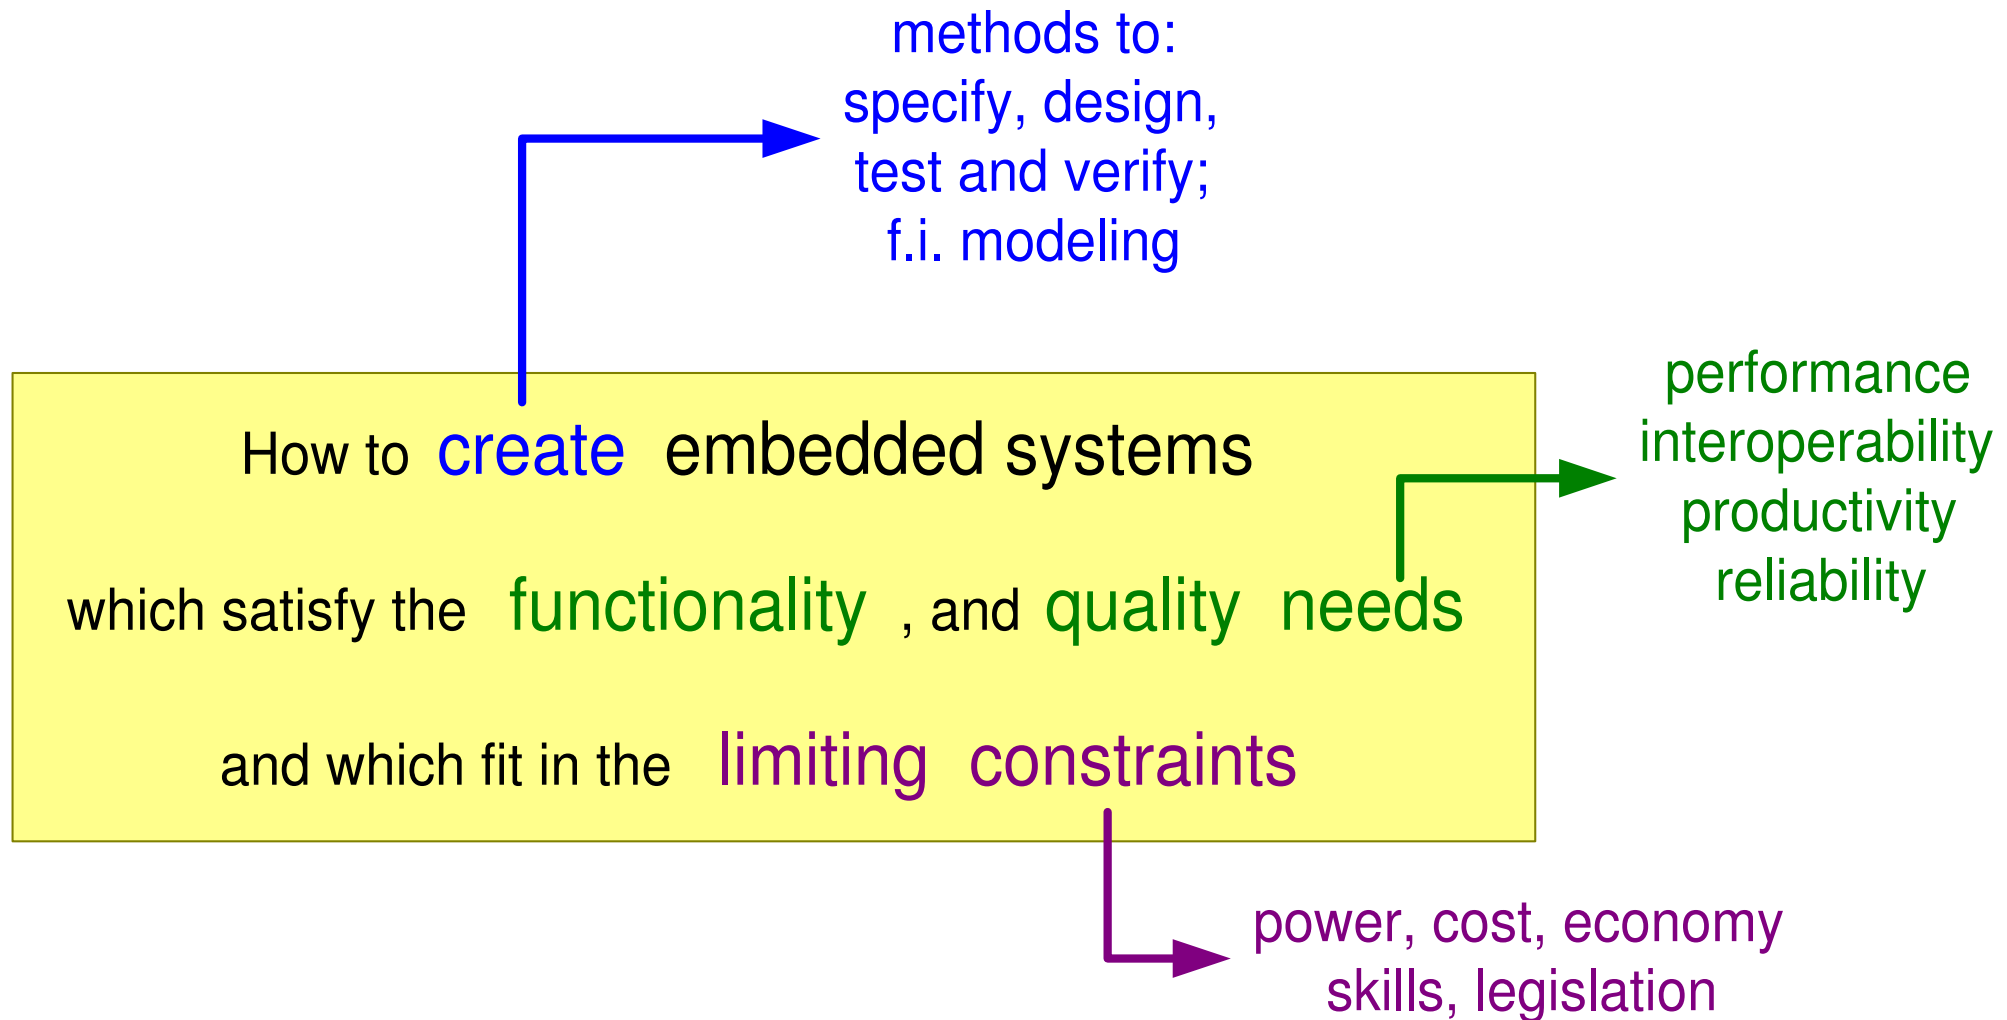 methods to:
specify, design,
test and verify;
f.i. modeling
How to create embedded systems
which satisfy the functionality , and quality needs
and which fit in the limiting constraints
performance
interoperability
productivity
reliability
power, cost, economy
skills, legislation